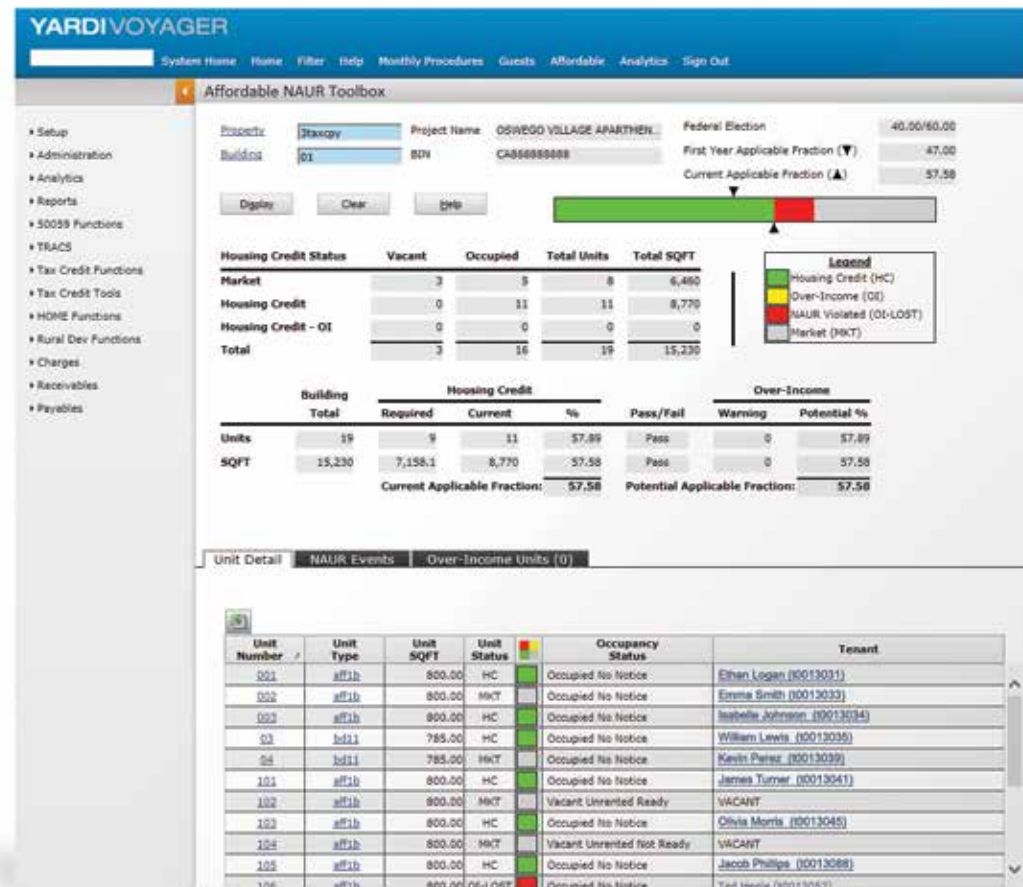 YARDIVOYAGER
System Home Home Filter Help Monthly Procedures Guests Affordable Analytics Sign Out
Affordable NAUR Toolbox
Setup
Administration
Analytics
Reports
50059 Functions
TRACS
Tax Credit Functions
Tax Credit Tools
HOME Functions
Rural Dev Functions
Charges
Receivables
Payables
Property 3taxcpy Project Name OSWEGO VILLAGE APARTMEN... Federal Election 40.00/60.00
Building 01 BIN First Year Applicable Fraction (▼) 47.00
Current Applicable Fraction (▲) 57.58
Display Clear Help
Housing Credit Status Vacant Occupied Total Units Total SQFT
Market 3 5 8 6,460
Housing Credit 0 11 11 8,770
Housing Credit - OI 0 0 0 0
Total 3 16 19 15,230
Legend
Housing Credit (HC)
Over-Income (OI)
NAUR Violated (OI-LOST)
Market (MKT)
Building Housing Credit Over-Income
Total Required Current % Pass/Fail Warning Potential %
Units 19 9 11 57.89 Pass 0 57.89
SQFT 15,230 7,158.1 8,770 57.58 Pass 0 57.58
Current Applicable Fraction: 57.58 Potential Applicable Fraction: 57.58
Unit Detail NAUR Events Over-Income Units (0)
Unit Number Unit Type Unit SQFT Unit Status Occupancy Status Tenant
001 aff1b 800.00 HC Occupied No Notice Ethan Logan (t0013031)
002 aff1b 800.00 MKT Occupied No Notice Emma Smith (t0013033)
003 aff1b 800.00 HC Occupied No Notice Isabelle Johnson (t0013034)
03 bd11 785.00 HC Occupied No Notice William Lewis (t0013035)
04 bd11 785.00 MKT Occupied No Notice Kevin Perez (t0013039)
101 aff1b 800.00 HC Occupied No Notice James Turner (t0013041)
102 aff1b 800.00 MKT Vacant Unrented Ready VACANT
103 aff1b 800.00 HC Occupied No Notice Olivia Morris (t0013045)
104 aff1b 800.00 MKT Vacant Unrented Not Ready VACANT
105 aff1b 800.00 HC Occupied No Notice Jacob Phillips (t0013088)
106 aff1b 800.00 OI-LOST Occupied No Notice